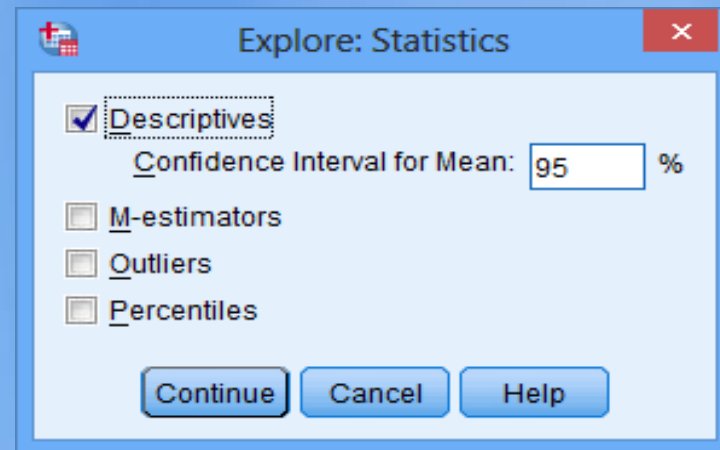 Explore: Statistics
Descriptives
Confidence Interval for Mean: 95 %
M-estimators
Outliers
Percentiles
Continue Cancel Help